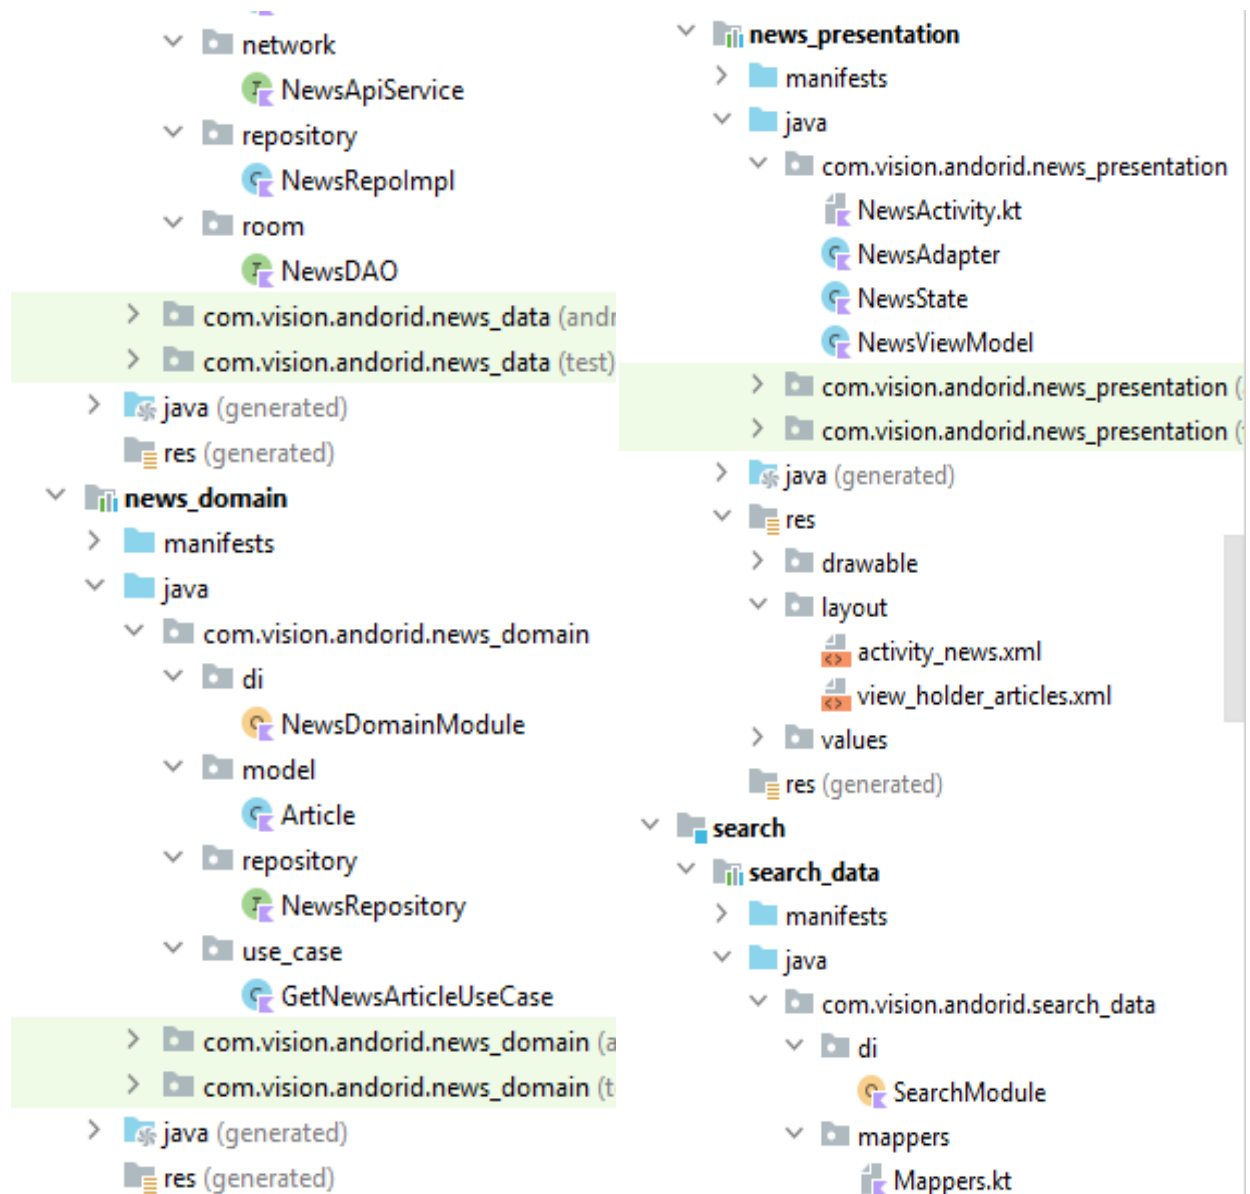 network
NewsApiService
repository
NewsRepoImpl
room
NewsDAO
com.vision.andorid.news_data (andr
com.vision.andorid.news_data (test)
java (generated)
res (generated)
news_domain
manifests
java
com.vision.andorid.news_domain
di
NewsDomainModule
model
Article
repository
NewsRepository
use_case
GetNewsArticleUseCase
com.vision.andorid.news_domain (a
com.vision.andorid.news_domain (t
java (generated)
res (generated)
news_presentation
manifests
java
com.vision.andorid.news_presentation
NewsActivity.kt
NewsAdapter
NewsState
NewsViewModel
com.vision.andorid.news_presentation (
com.vision.andorid.news_presentation (
java (generated)
res
drawable
layout
activity_news.xml
view_holder_articles.xml
values
res (generated)
search
search_data
manifests
java
com.vision.andorid.search_data
di
SearchModule
mappers
Mappers.kt